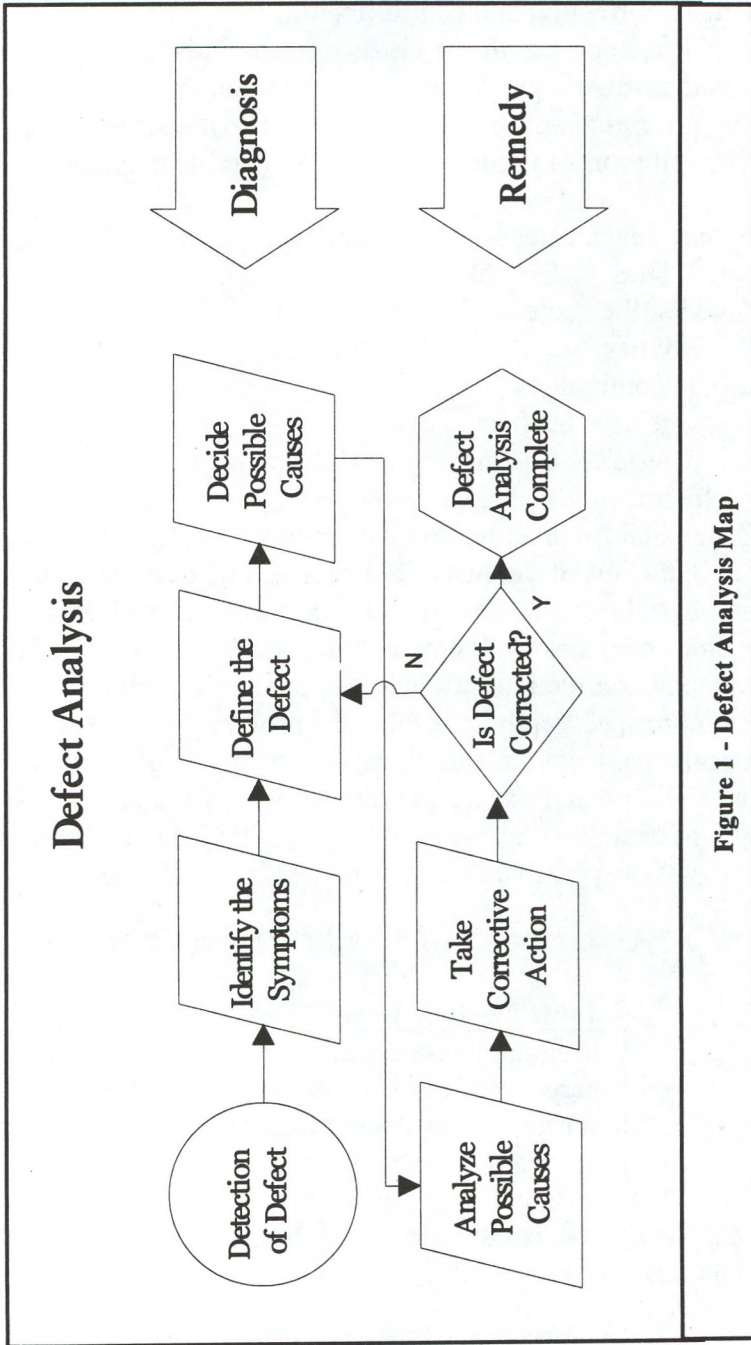 Defect Analysis
Detection
of Defect
Identify the
Symptoms
Define the
Defect
Decide
Possible
Causes
Diagnosis
Analyze
Possible
Causes
Take
Corrective
Action
Is Defect
Corrected?
N
Y
Defect
Analysis
Complete
Remedy
Figure 1 - Defect Analysis Map